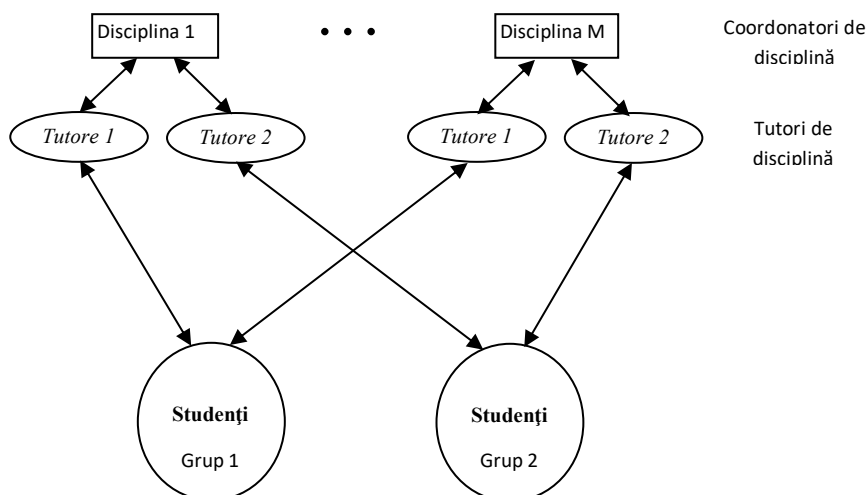 Disciplina 1
• • •
Disciplina M
Coordonatori de
disciplină
Tutore 1
Tutore 2
Tutore 1
Tutore 2
Tutori de
disciplină
Studenţi
Grup 1
Studenţi
Grup 2